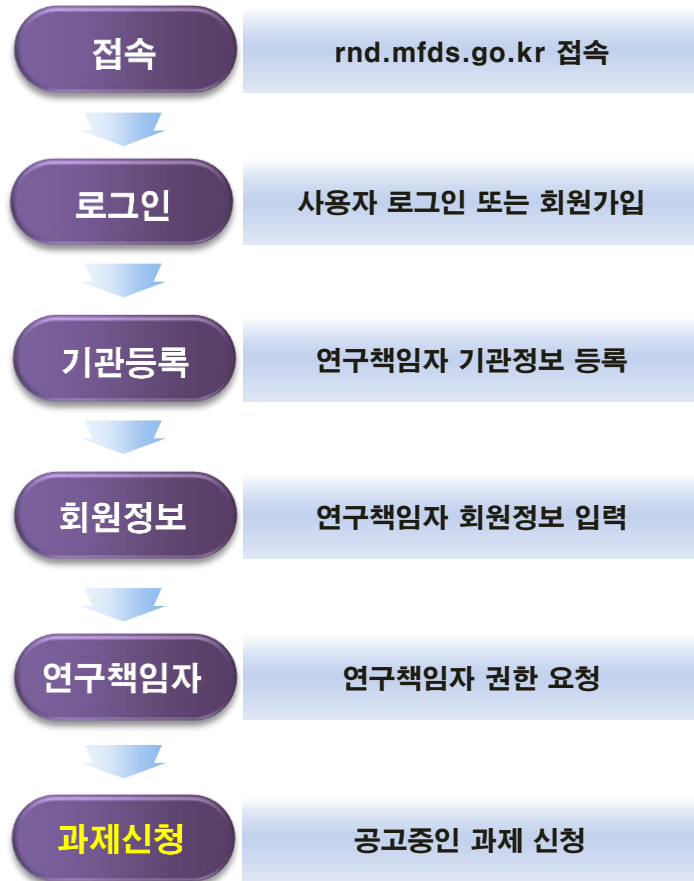 접속
rnd.mfds.go.kr 접속
로그인
사용자 로그인 또는 회원가입
기관등록
연구책임자 기관정보 등록
회원정보
연구책임자 회원정보 입력
연구책임자
연구책임자 권한 요청
과제신청
공고중인 과제 신청